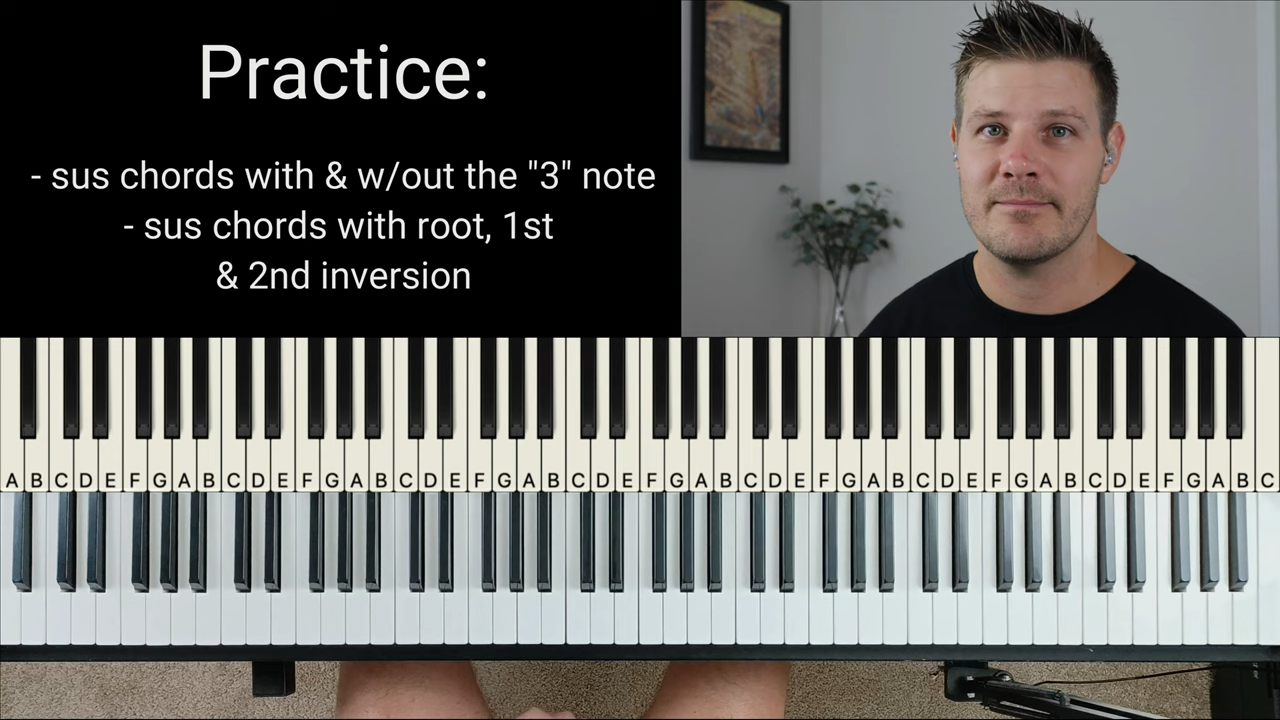 Practice:
- sus chords with & w/out the "3" note
- sus chords with root, 1st
& 2nd inversion
A B C D E F G A B C D E F G A B C D E F G A B C D E F G A B C D E F G A B C D E F G A B C D E F G A B C